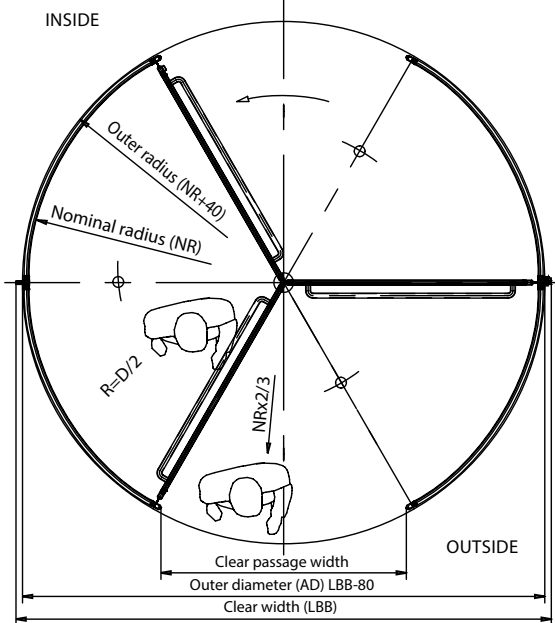 INSIDE
Outer radius (NR+40)
Nominal radius (NR)
R=D/2
NRx2/3
OUTSIDE
Clear passage width
Outer diameter (AD) LBB-80
Clear width (LBB)